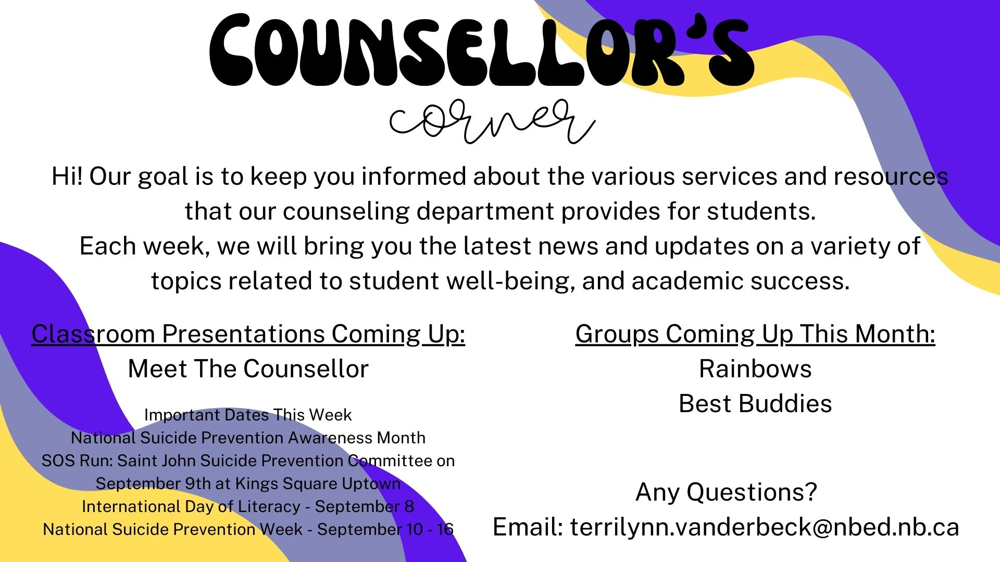 COUNSELLOR'S
corner
Hi! Our goal is to keep you informed about the various services and resources
that our counseling department provides for students.
Each week, we will bring you the latest news and updates on a variety of
topics related to student well-being, and academic success.
Classroom Presentations Coming Up:
Meet The Counsellor
Important Dates This Week
National Suicide Prevention Awareness Month
SOS Run: Saint John Suicide Prevention Committee on
September 9th at Kings Square Uptown
International Day of Literacy - September 8
National Suicide Prevention Week - September 10 - 16
Groups Coming Up This Month:
Rainbows
Best Buddies
Any Questions?
Email: terrilynn.vanderbeck@nbed.nb.ca